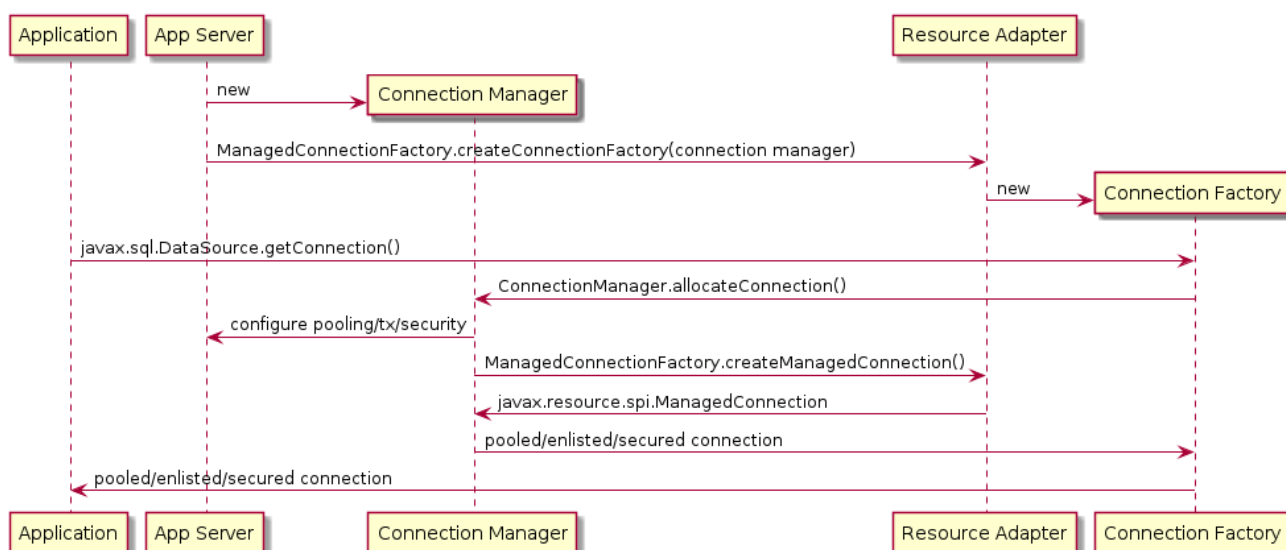 Application
App Server
Resource Adapter
new
Connection Manager
ManagedConnectionFactory.createConnectionFactory(connection manager)
new
Connection Factory
javax.sql.DataSource.getConnection()
ConnectionManager.allocateConnection()
configure pooling/tx/security
ManagedConnectionFactory.createManagedConnection()
javax.resource.spi.ManagedConnection
pooled/enlisted/secured connection
pooled/enlisted/secured connection
Application
App Server
Connection Manager
Resource Adapter
Connection Factory